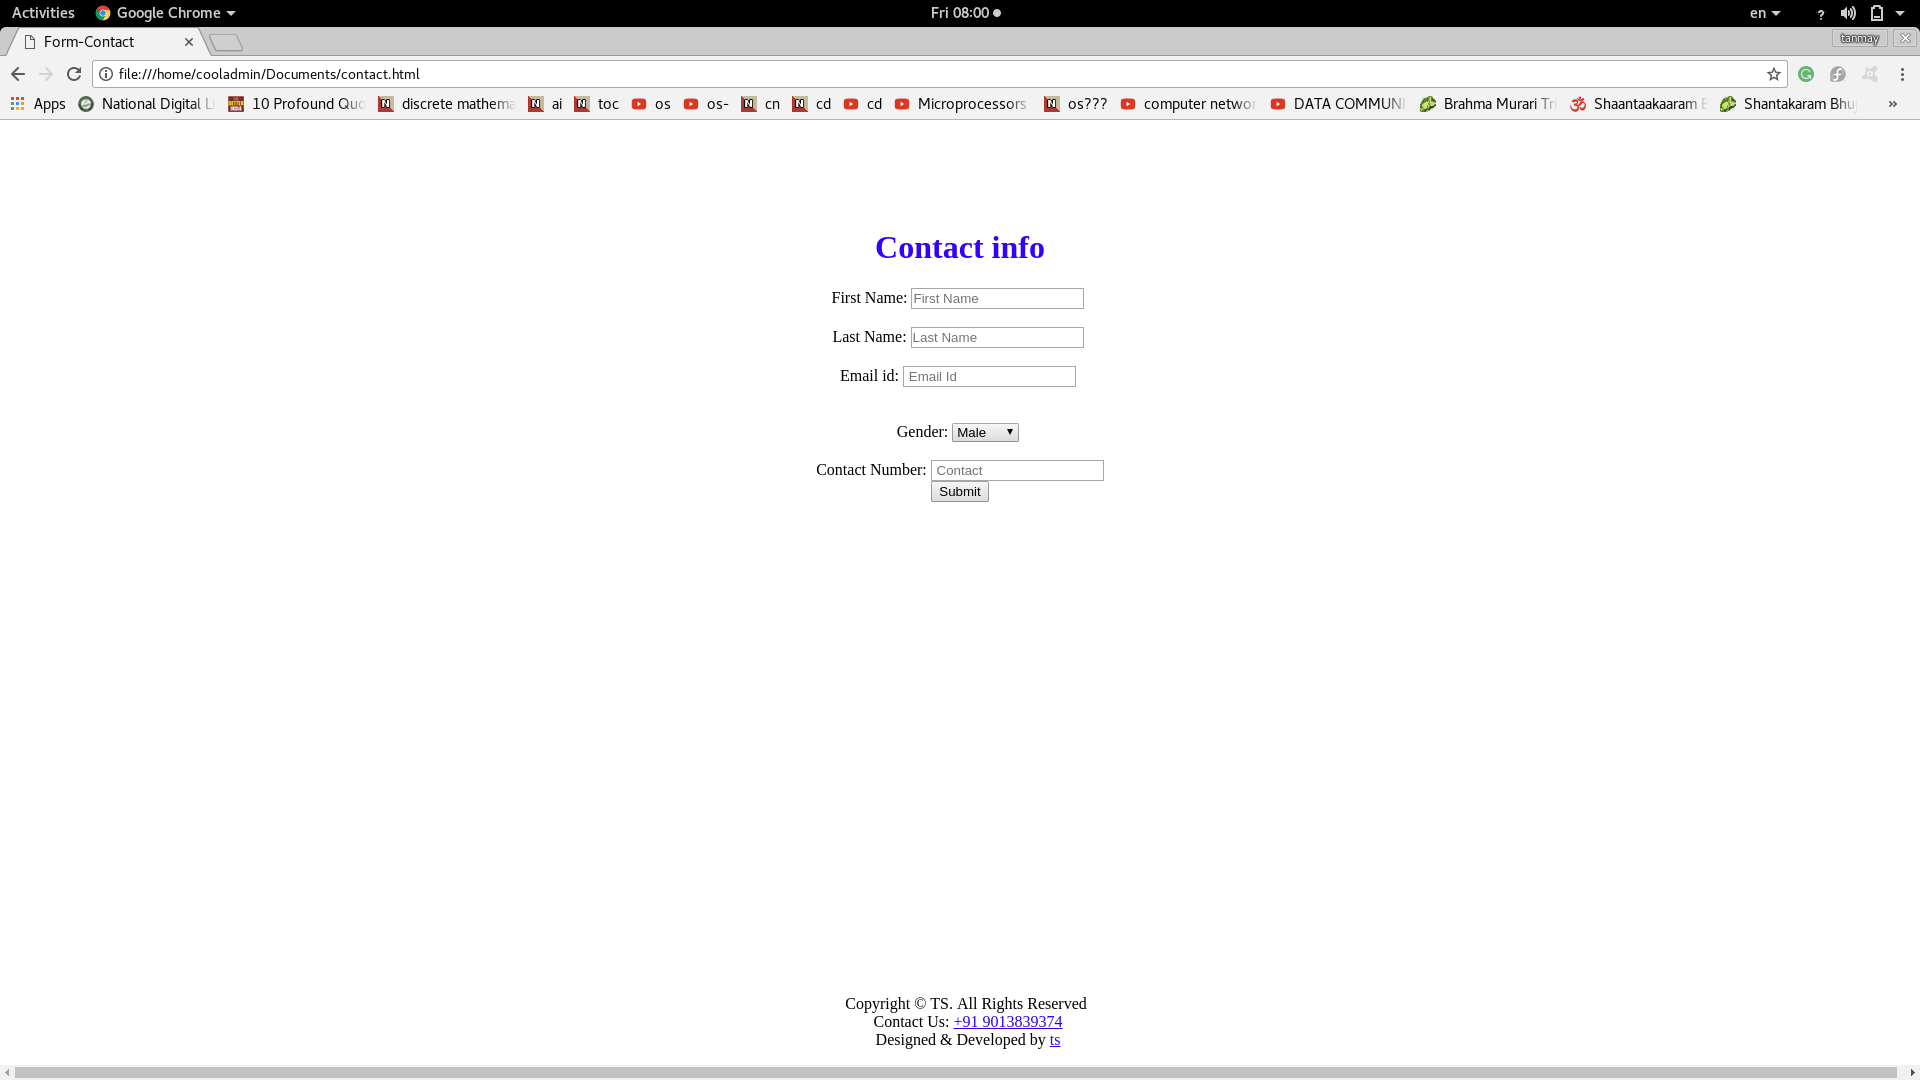 Activities Google Chrome Fri 08:00 en ?
Form-Contact tanmay
file:///home/cooladmin/Documents/contact.html
Apps National Digital Li 10 Profound Quo discrete mathema ai toc os os- cn cd cd Microprocessors os??? computer networ DATA COMMUNI Brahma Murari Tri Shaantaakaaram Shantakaram Bhuj »
Contact info
First Name: First Name
Last Name: Last Name
Email id: Email Id
Gender: Male
Contact Number: Contact
Submit
Copyright © TS. All Rights Reserved
Contact Us: +91 9013839374
Designed & Developed by ts